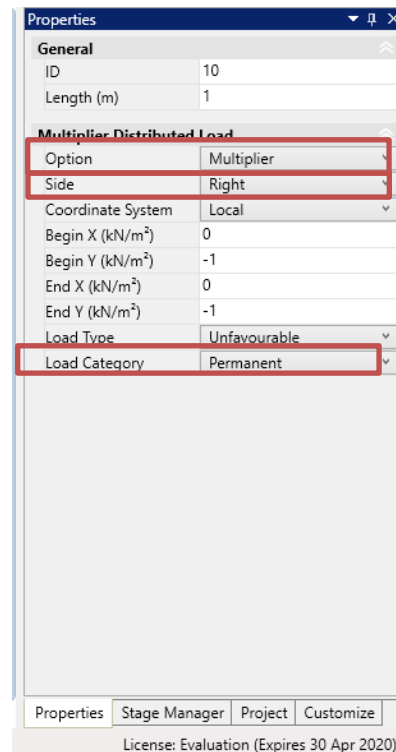 Properties
General
ID 10
Length (m) 1
Multiplier Distributed Load
Option Multiplier
Side Right
Coordinate System Local
Begin X (kN/m²) 0
Begin Y (kN/m²) -1
End X (kN/m²) 0
End Y (kN/m²) -1
Load Type Unfavourable
Load Category Permanent
Properties Stage Manager Project Customize
License: Evaluation (Expires 30 Apr 2020)